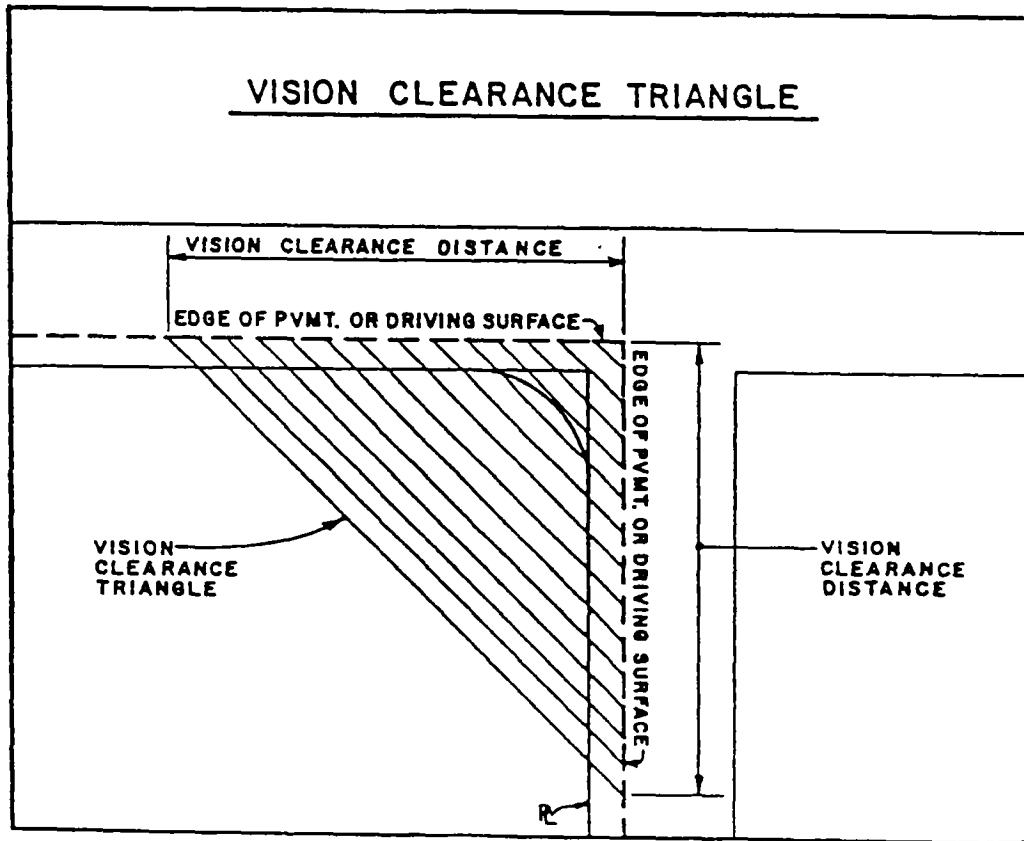 VISION CLEARANCE TRIANGLE
VISION CLEARANCE DISTANCE
EDGE OF PVMT. OR DRIVING SURFACE
EDGE OF PVMT. OR DRIVING SURFACE
VISION
CLEARANCE
TRIANGLE
VISION
CLEARANCE
DISTANCE
PL